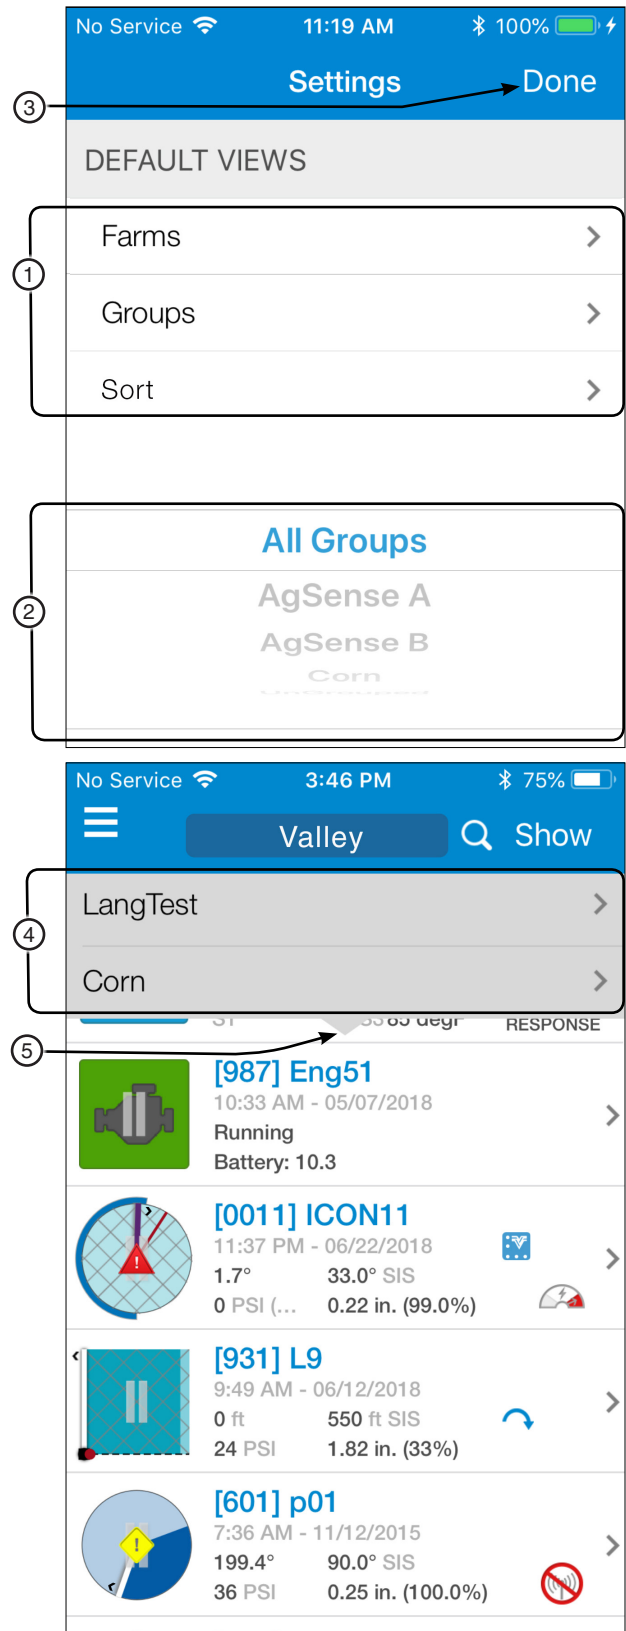 No Service 11:19 AM 100%
3 Settings Done
DEFAULT VIEWS
Farms
1
Groups
Sort
All Groups
AgSense A
2
AgSense B
Corn
UnGrouped
No Service 3:46 PM 75%
Valley Show
LangTest
4
Corn
85 degF RESPONSE
5
[987] Eng51
10:33 AM - 05/07/2018
Running
Battery: 10.3
[0011] ICON11
11:37 PM - 06/22/2018
1.7° 33.0° SIS
0 PSI (... 0.22 in. (99.0%)
[931] L9
9:49 AM - 06/12/2018
0 ft 550 ft SIS
24 PSI 1.82 in. (33%)
[601] p01
7:36 AM - 11/12/2015
199.4° 90.0° SIS
36 PSI 0.25 in. (100.0%)